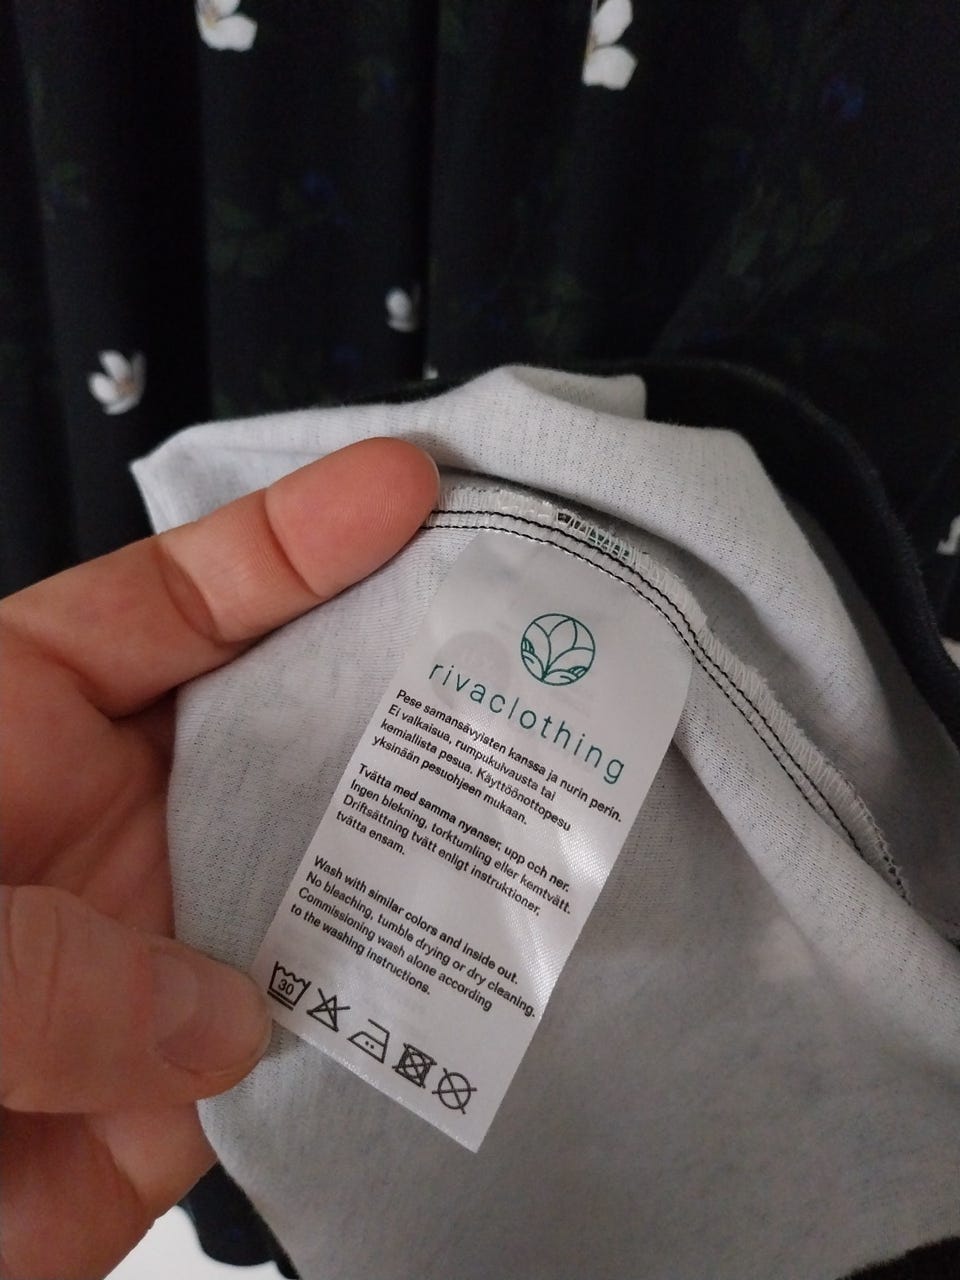 rivaclothing
Pese samansävyisten kanssa ja nurin perin.
Ei valkaisua, rumpukuivausta tai
kemiallista pesua. Käyttöönottopesu
yksinään pesuohjeen mukaan.
Tvätta med samma nyanser, upp och ner.
Ingen blekning, torktumling eller kemtvätt.
Driftsättning tvätt enligt instruktioner,
tvätta ensam.
Wash with similar colors and inside out.
No bleaching, tumble drying or dry cleaning.
Commissioning wash alone according
to the washing instructions.
30